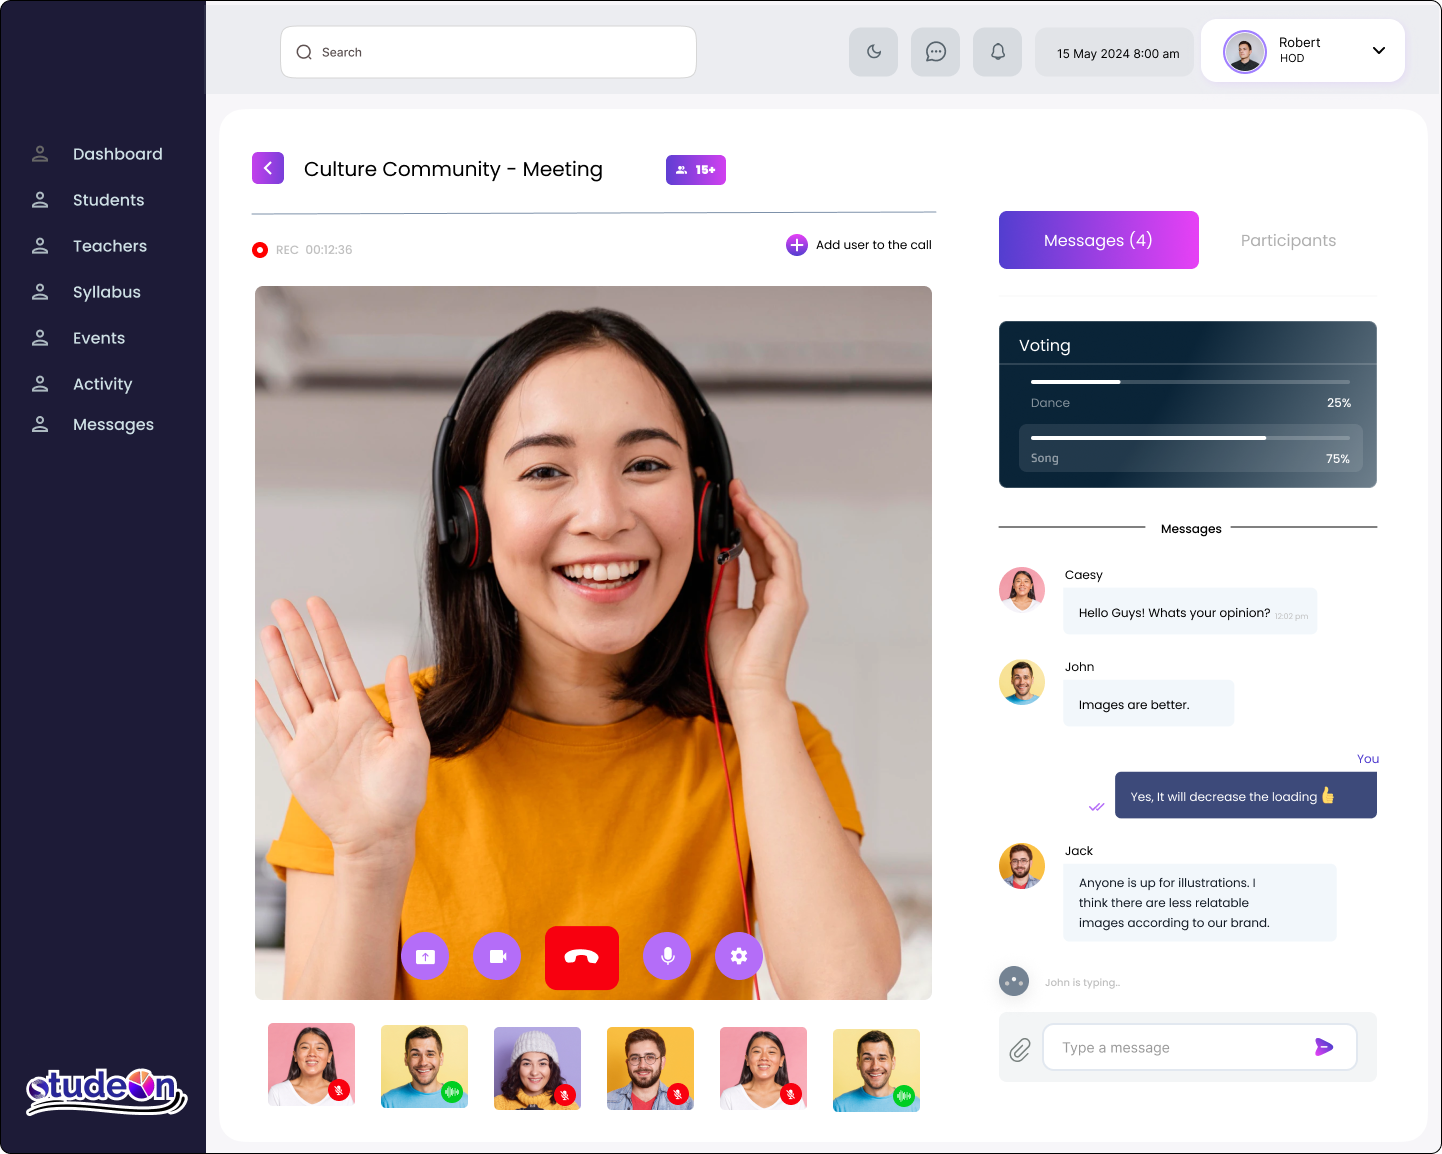 Search
15 May 2024 8:00 am
Robert
HOD
Dashboard
Students
Teachers
Syllabus
Events
Activity
Messages
studeOn
Culture Community - Meeting
15+
REC 00:12:36
Add user to the call
Messages (4)
Participants
Voting
Dance
25%
Song
75%
Messages
Caesy
Hello Guys! Whats your opinion? 12:02 pm
John
Images are better.
You
Yes, It will decrease the loading👍
Jack
Anyone is up for illustrations. I
think there are less relatable
images according to our brand.
John is typing..
Type a message